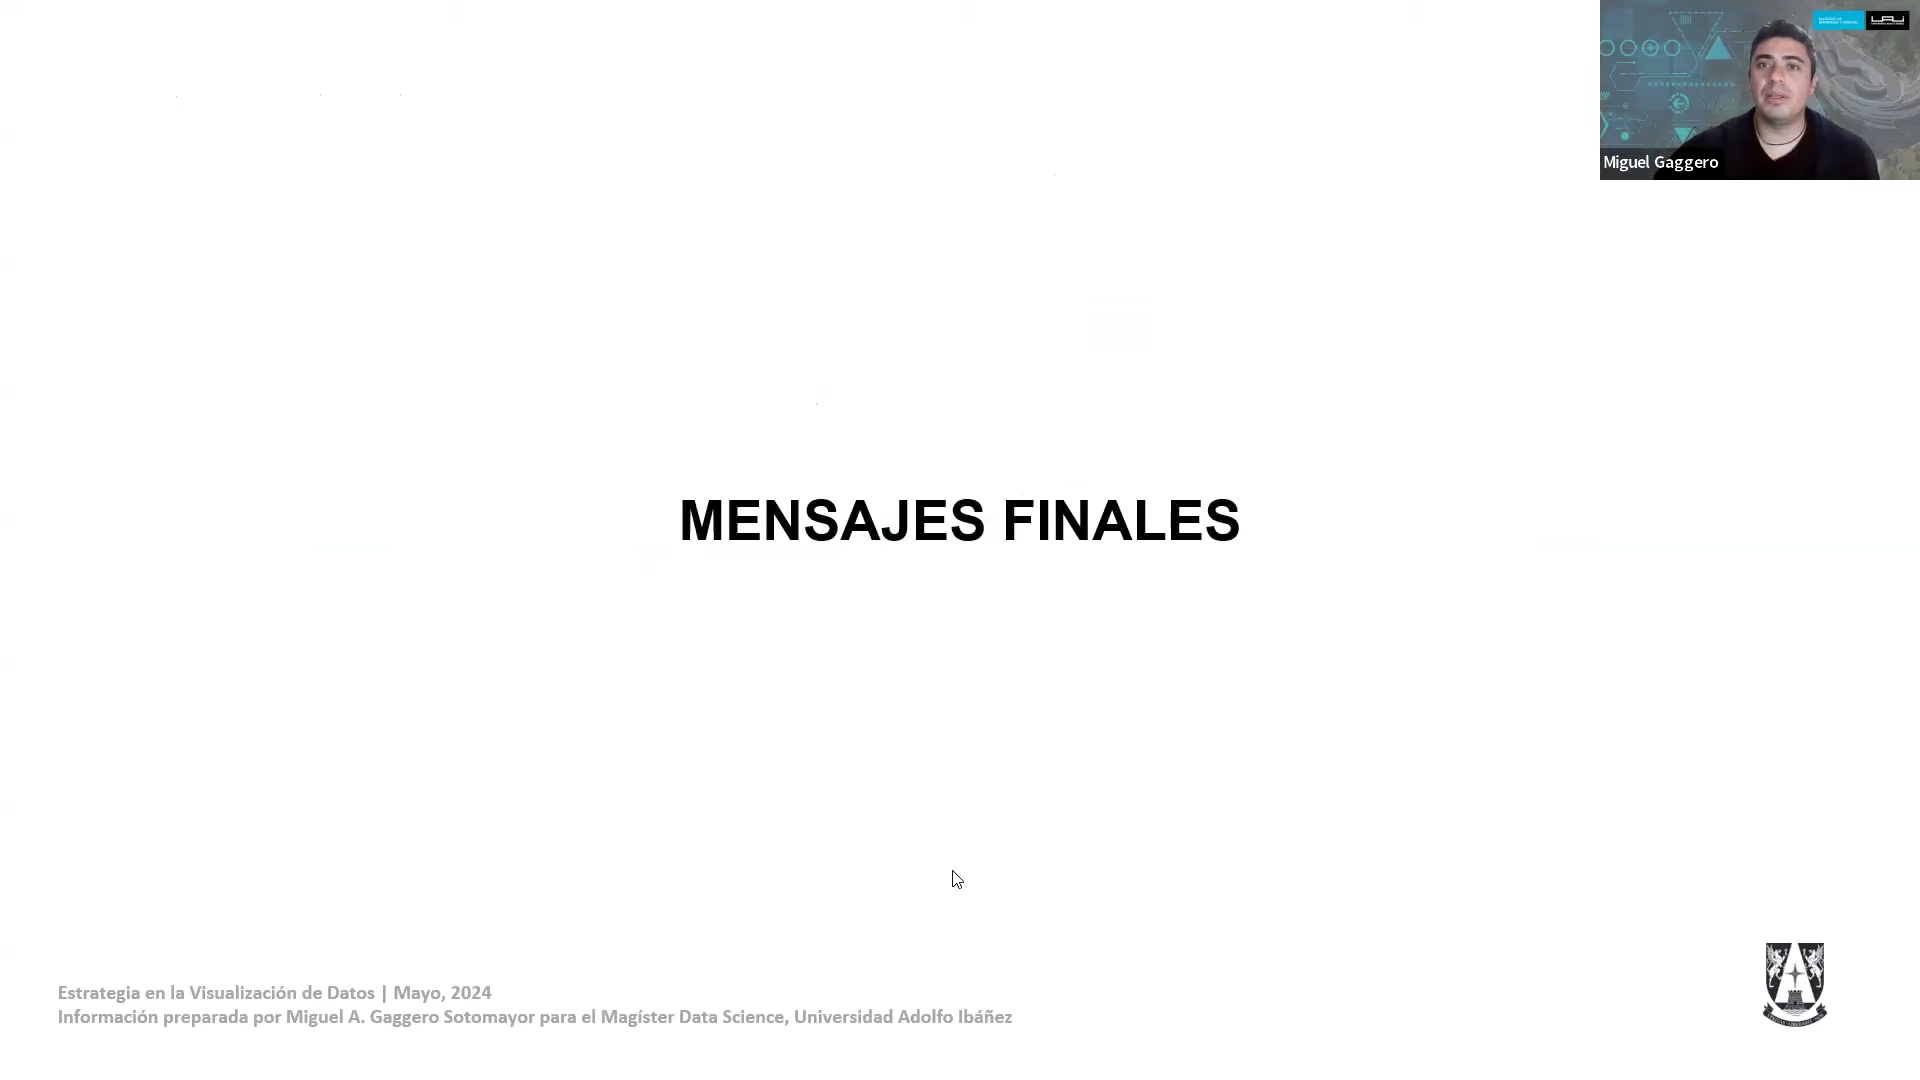 Miguel Gaggero
MENSAJES FINALES
Estrategia en la Visualización de Datos | Mayo, 2024
Información preparada por Miguel A. Gaggero Sotomayor para el Magíster Data Science, Universidad Adolfo Ibáñez